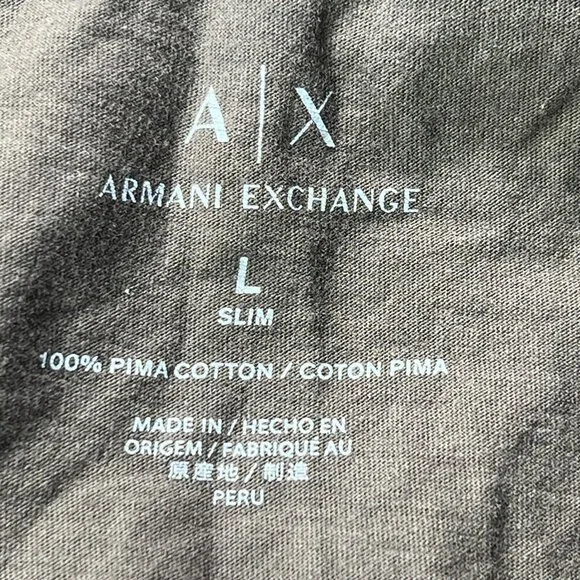 A|X
ARMANI EXCHANGE
L
SLIM
100% PIMA COTTON / COTON PIMA
MADE IN / HECHO EN
ORIGEM / FABRIQUÉ AU
原産地 / 制造
PERU